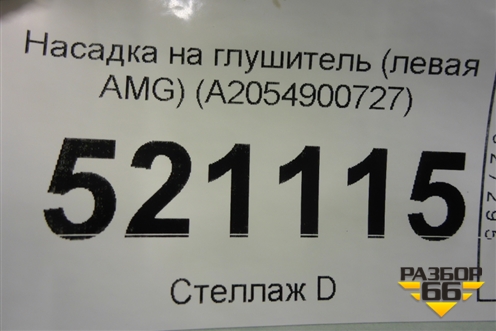 Насадка на глушитель (левая
AMG) (A2054900727)
521115
Стеллаж D
РАЗБОР
66